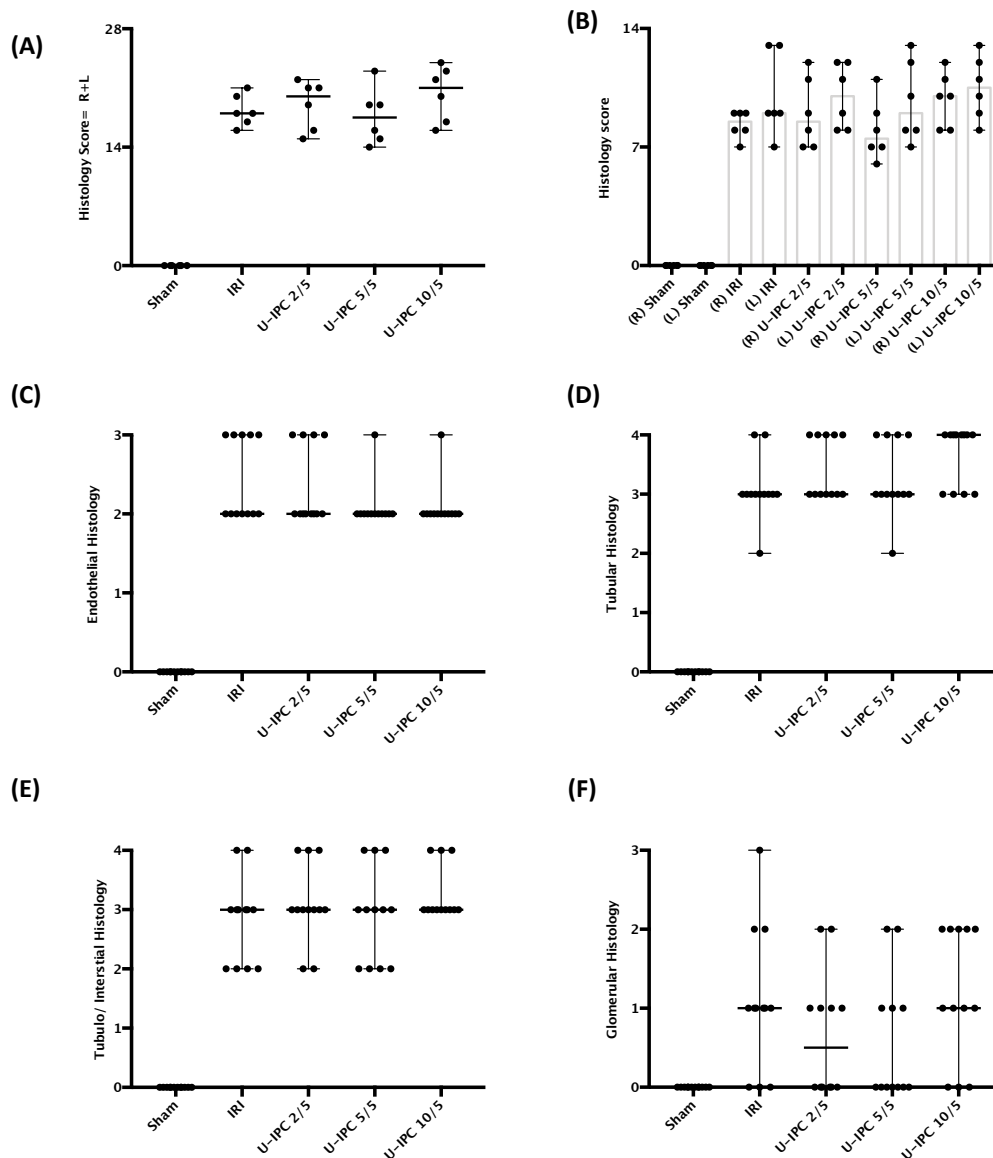 (A)
Histology Score= R+L
28
14
0
Sham
IRI
U-IPC 2/5
U-IPC 5/5
U-IPC 10/5
(B)
Histology score
14
7
0
(R) Sham
(L) Sham
(R) IRI
(L) IRI
(R) U-IPC 2/5
(L) U-IPC 2/5
(R) U-IPC 5/5
(L) U-IPC 5/5
(R) U-IPC 10/5
(L) U-IPC 10/5
(C)
Endothelial Histology
3
2
1
0
Sham
IRI
U-IPC 2/5
U-IPC 5/5
U-IPC 10/5
(D)
Tubular Histology
4
3
2
1
0
Sham
IRI
U-IPC 2/5
U-IPC 5/5
U-IPC 10/5
(E)
Tubulo/ Interstial Histology
4
3
2
1
0
Sham
IRI
U-IPC 2/5
U-IPC 5/5
U-IPC 10/5
(F)
Glomerular Histology
3
2
1
0
Sham
IRI
U-IPC 2/5
U-IPC 5/5
U-IPC 10/5